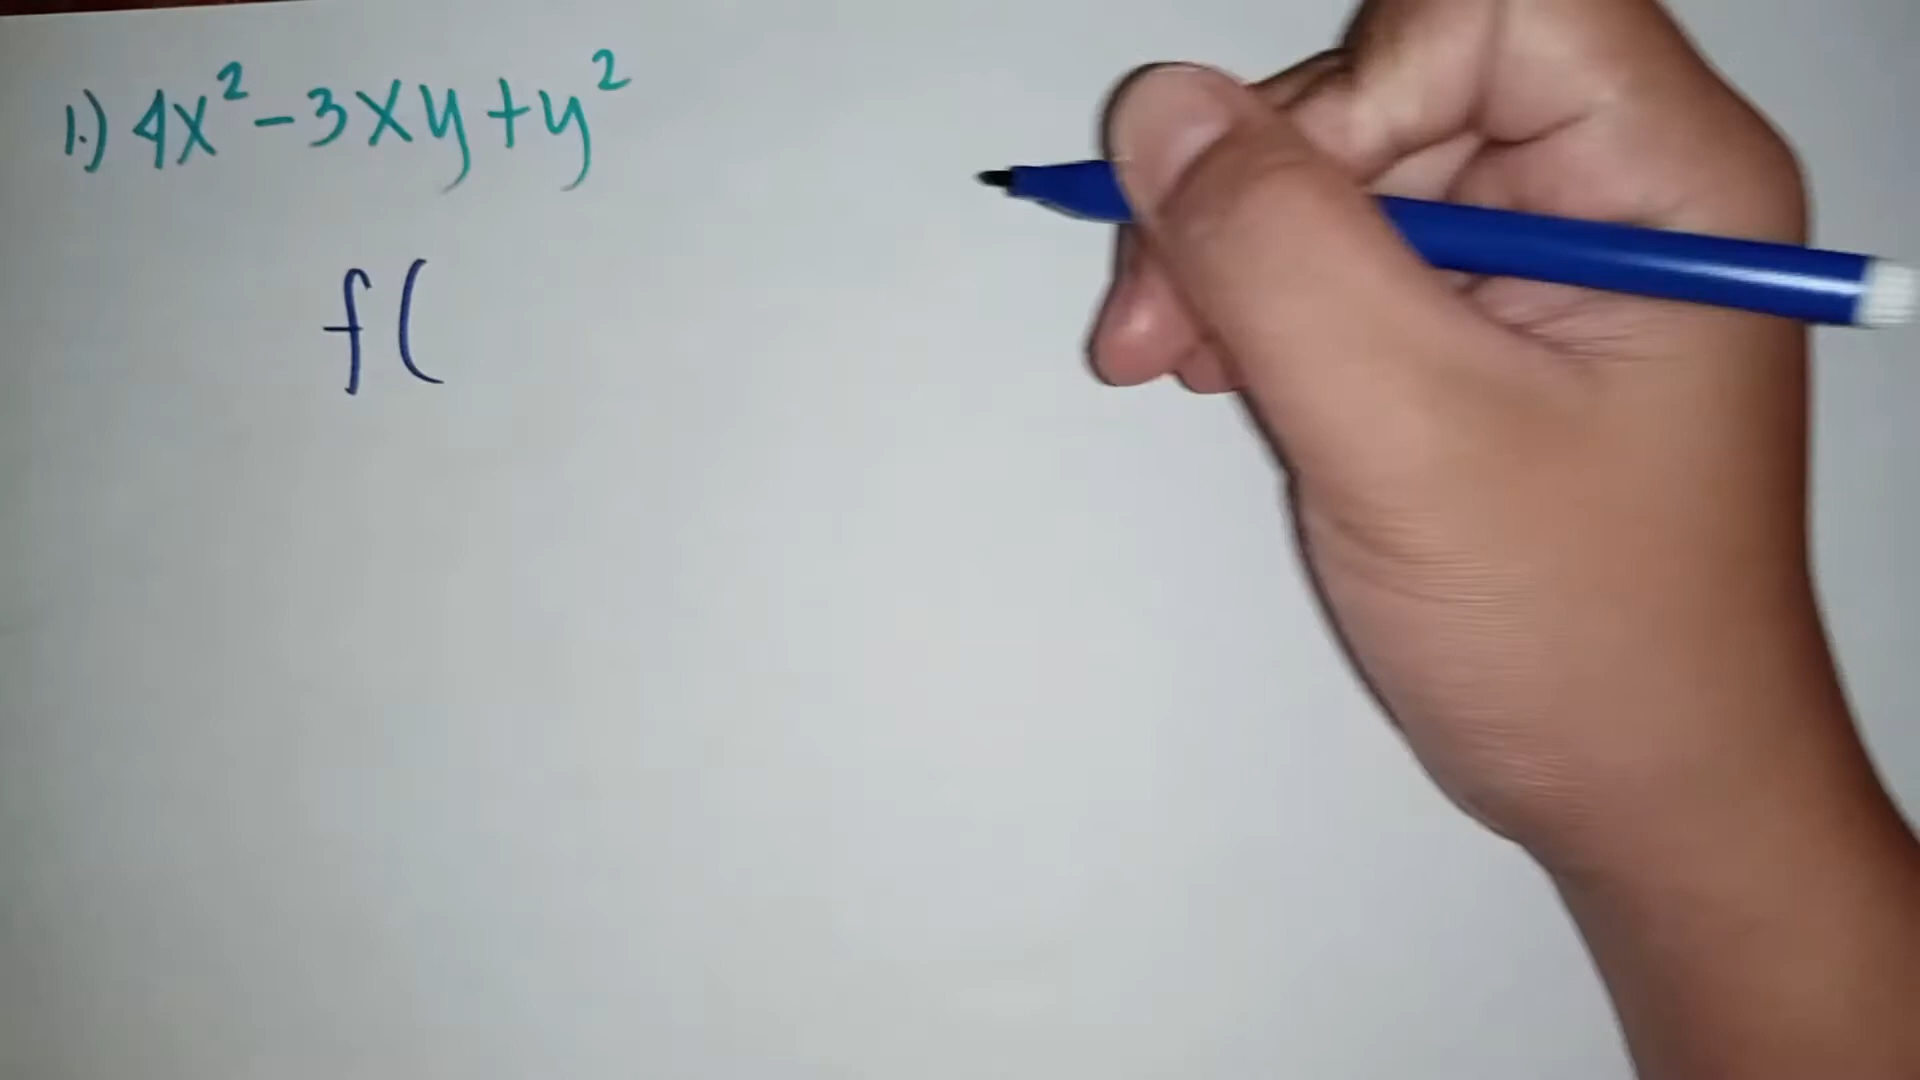 1.) 4x² - 3xy + y²
f(